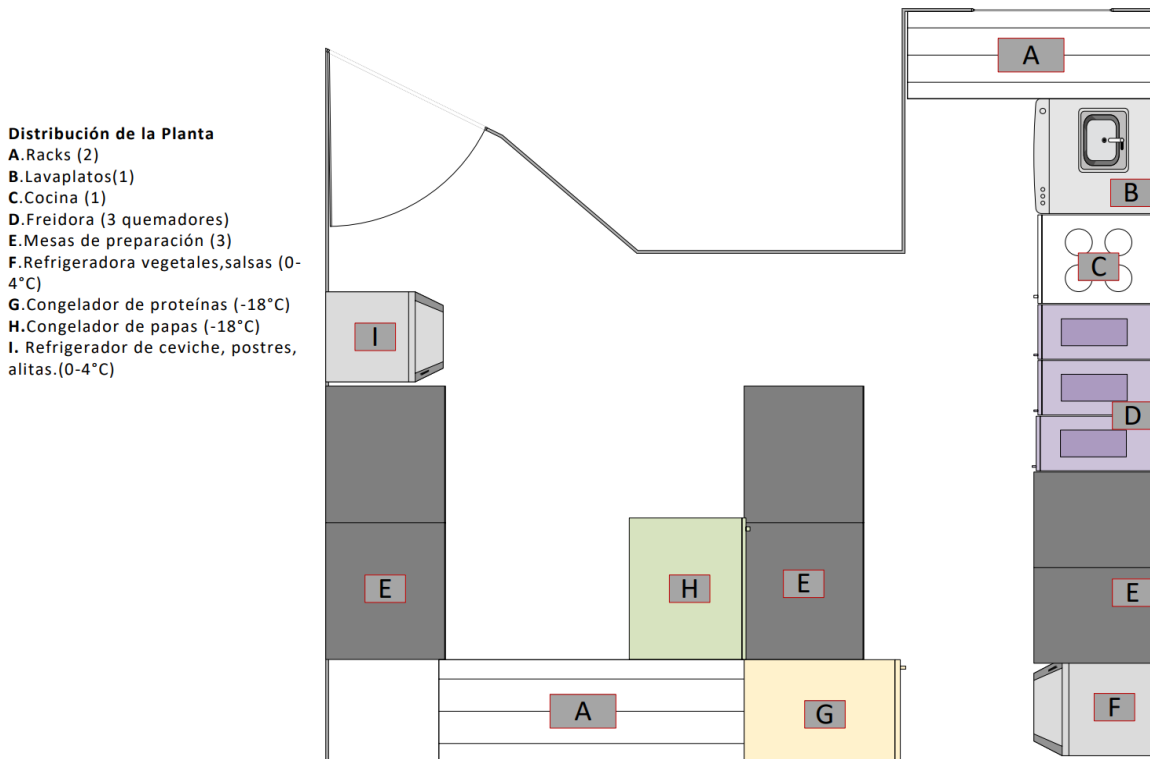 Distribución de la Planta
A.Racks (2)
B.Lavaplatos(1)
C.Cocina (1)
D.Freidora (3 quemadores)
E.Mesas de preparación (3)
F.Refrigeradora vegetales,salsas (0-
4°C)
G.Congelador de proteínas (-18°C)
H.Congelador de papas (-18°C)
I. Refrigerador de ceviche, postres,
alitas.(0-4°C)
A
B
C
I
D
E
H
E
E
A
G
F